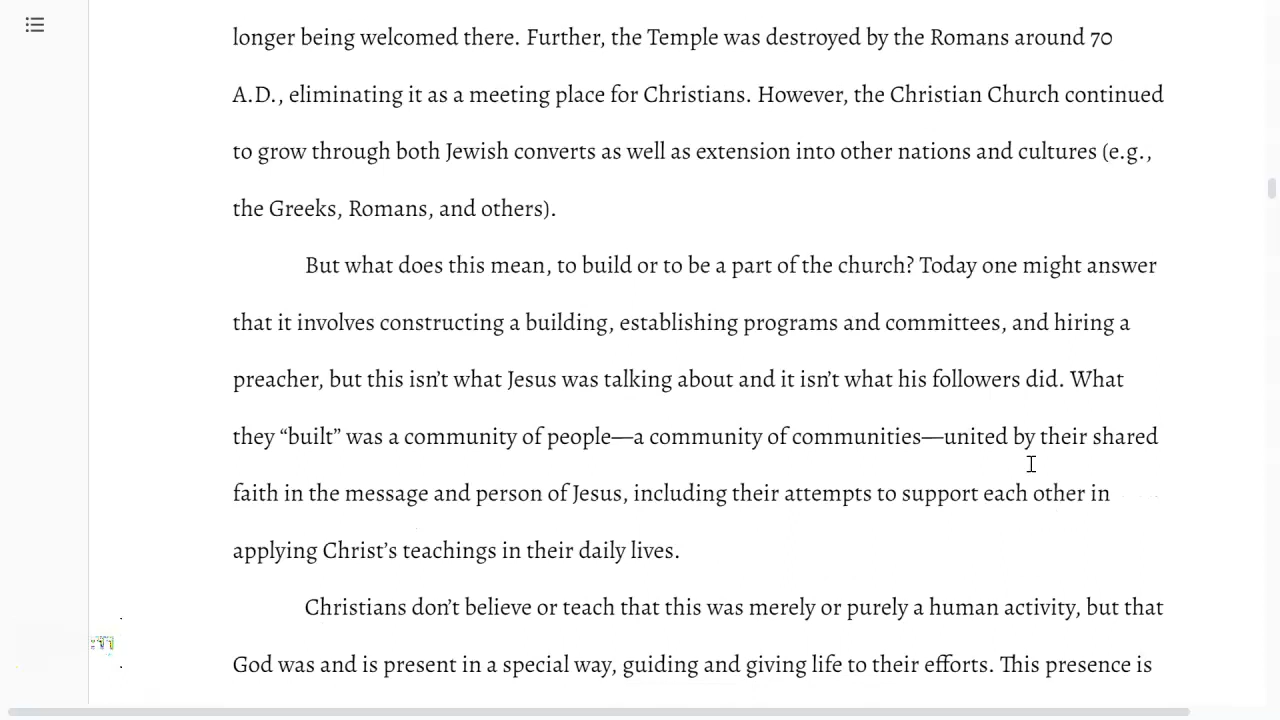 longer being welcomed there. Further, the Temple was destroyed by the Romans around 70
A.D., eliminating it as a meeting place for Christians. However, the Christian Church continued
to grow through both Jewish converts as well as extension into other nations and cultures (e.g.,
the Greeks, Romans, and others).
But what does this mean, to build or to be a part of the church? Today one might answer
that it involves constructing a building, establishing programs and committees, and hiring a
preacher, but this isn’t what Jesus was talking about and it isn’t what his followers did. What
they “built” was a community of people—a community of communities—united by their shared
faith in the message and person of Jesus, including their attempts to support each other in
applying Christ’s teachings in their daily lives.
Christians don’t believe or teach that this was merely or purely a human activity, but that
God was and is present in a special way, guiding and giving life to their efforts. This presence is